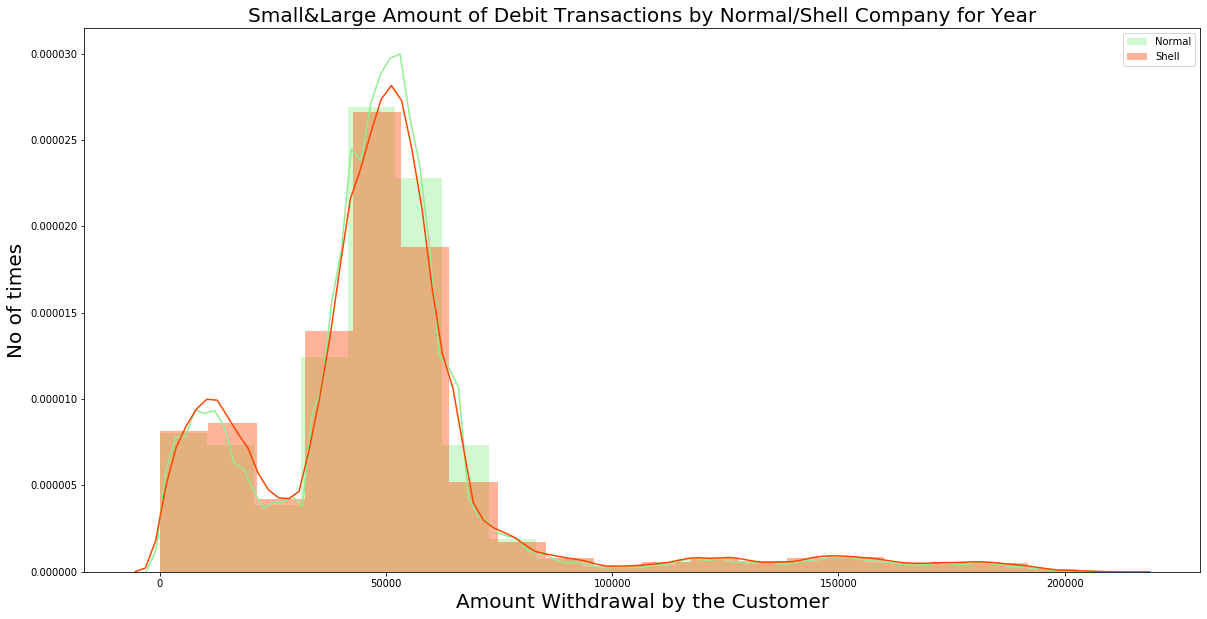 Small&Large Amount of Debit Transactions by Normal/Shell Company for Year
Normal
Shell
0.000030
0.000025
0.000020
0.000015
0.000010
0.000005
0.000000
No of times
0 50000 100000 150000 200000
Amount Withdrawal by the Customer